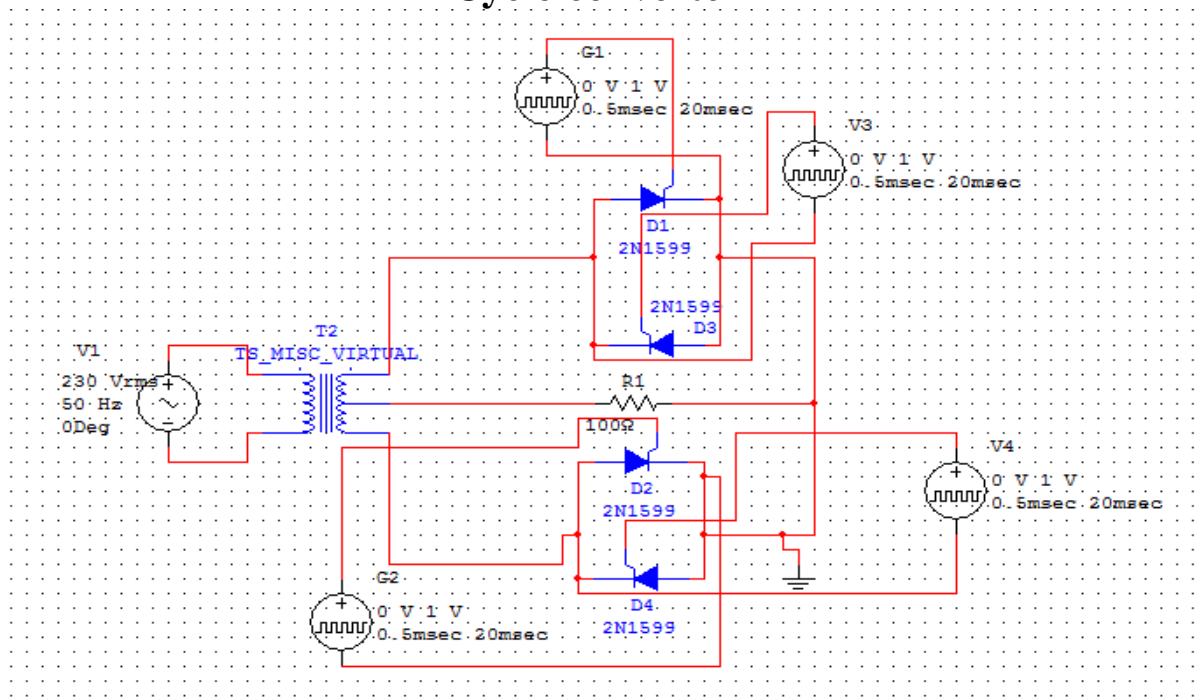 G1
0 V 1 V
0.5msec 20msec
V3
0 V 1 V
0.5msec 20msec
D1
2N1599
2N1599
D3
T2
TS_MISC_VIRTUAL
V1
230 Vrms
50 Hz
0Deg
R1
100Ω
V4
0 V 1 V
0.5msec 20msec
D2
2N1599
G2
0 V 1 V
0.5msec 20msec
D4
2N1599